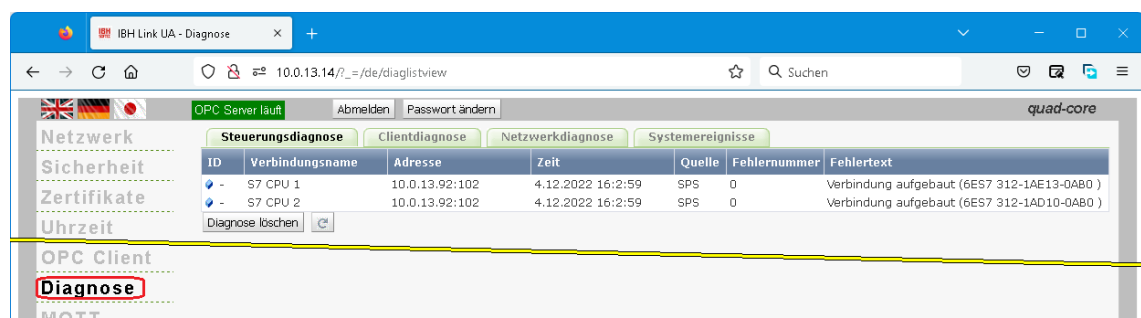 IBH Link UA - Diagnose
10.0.13.14/?_=/de/diaglistview
Suchen
OPC Server läuft Abmelden Passwort ändern quad-core
Netzwerk
Sicherheit
Zertifikate
Uhrzeit
OPC Client
Diagnose
MQTT
Steuerungsdiagnose Clientdiagnose Netzwerkdiagnose Systemereignisse
ID Verbindungsname Adresse Zeit Quelle Fehlernummer Fehlertext
- S7 CPU 1 10.0.13.92:102 4.12.2022 16:2:59 SPS 0 Verbindung aufgebaut (6ES7 312-1AE13-0AB0 )
- S7 CPU 2 10.0.13.92:102 4.12.2022 16:2:59 SPS 0 Verbindung aufgebaut (6ES7 312-1AD10-0AB0 )
Diagnose löschen